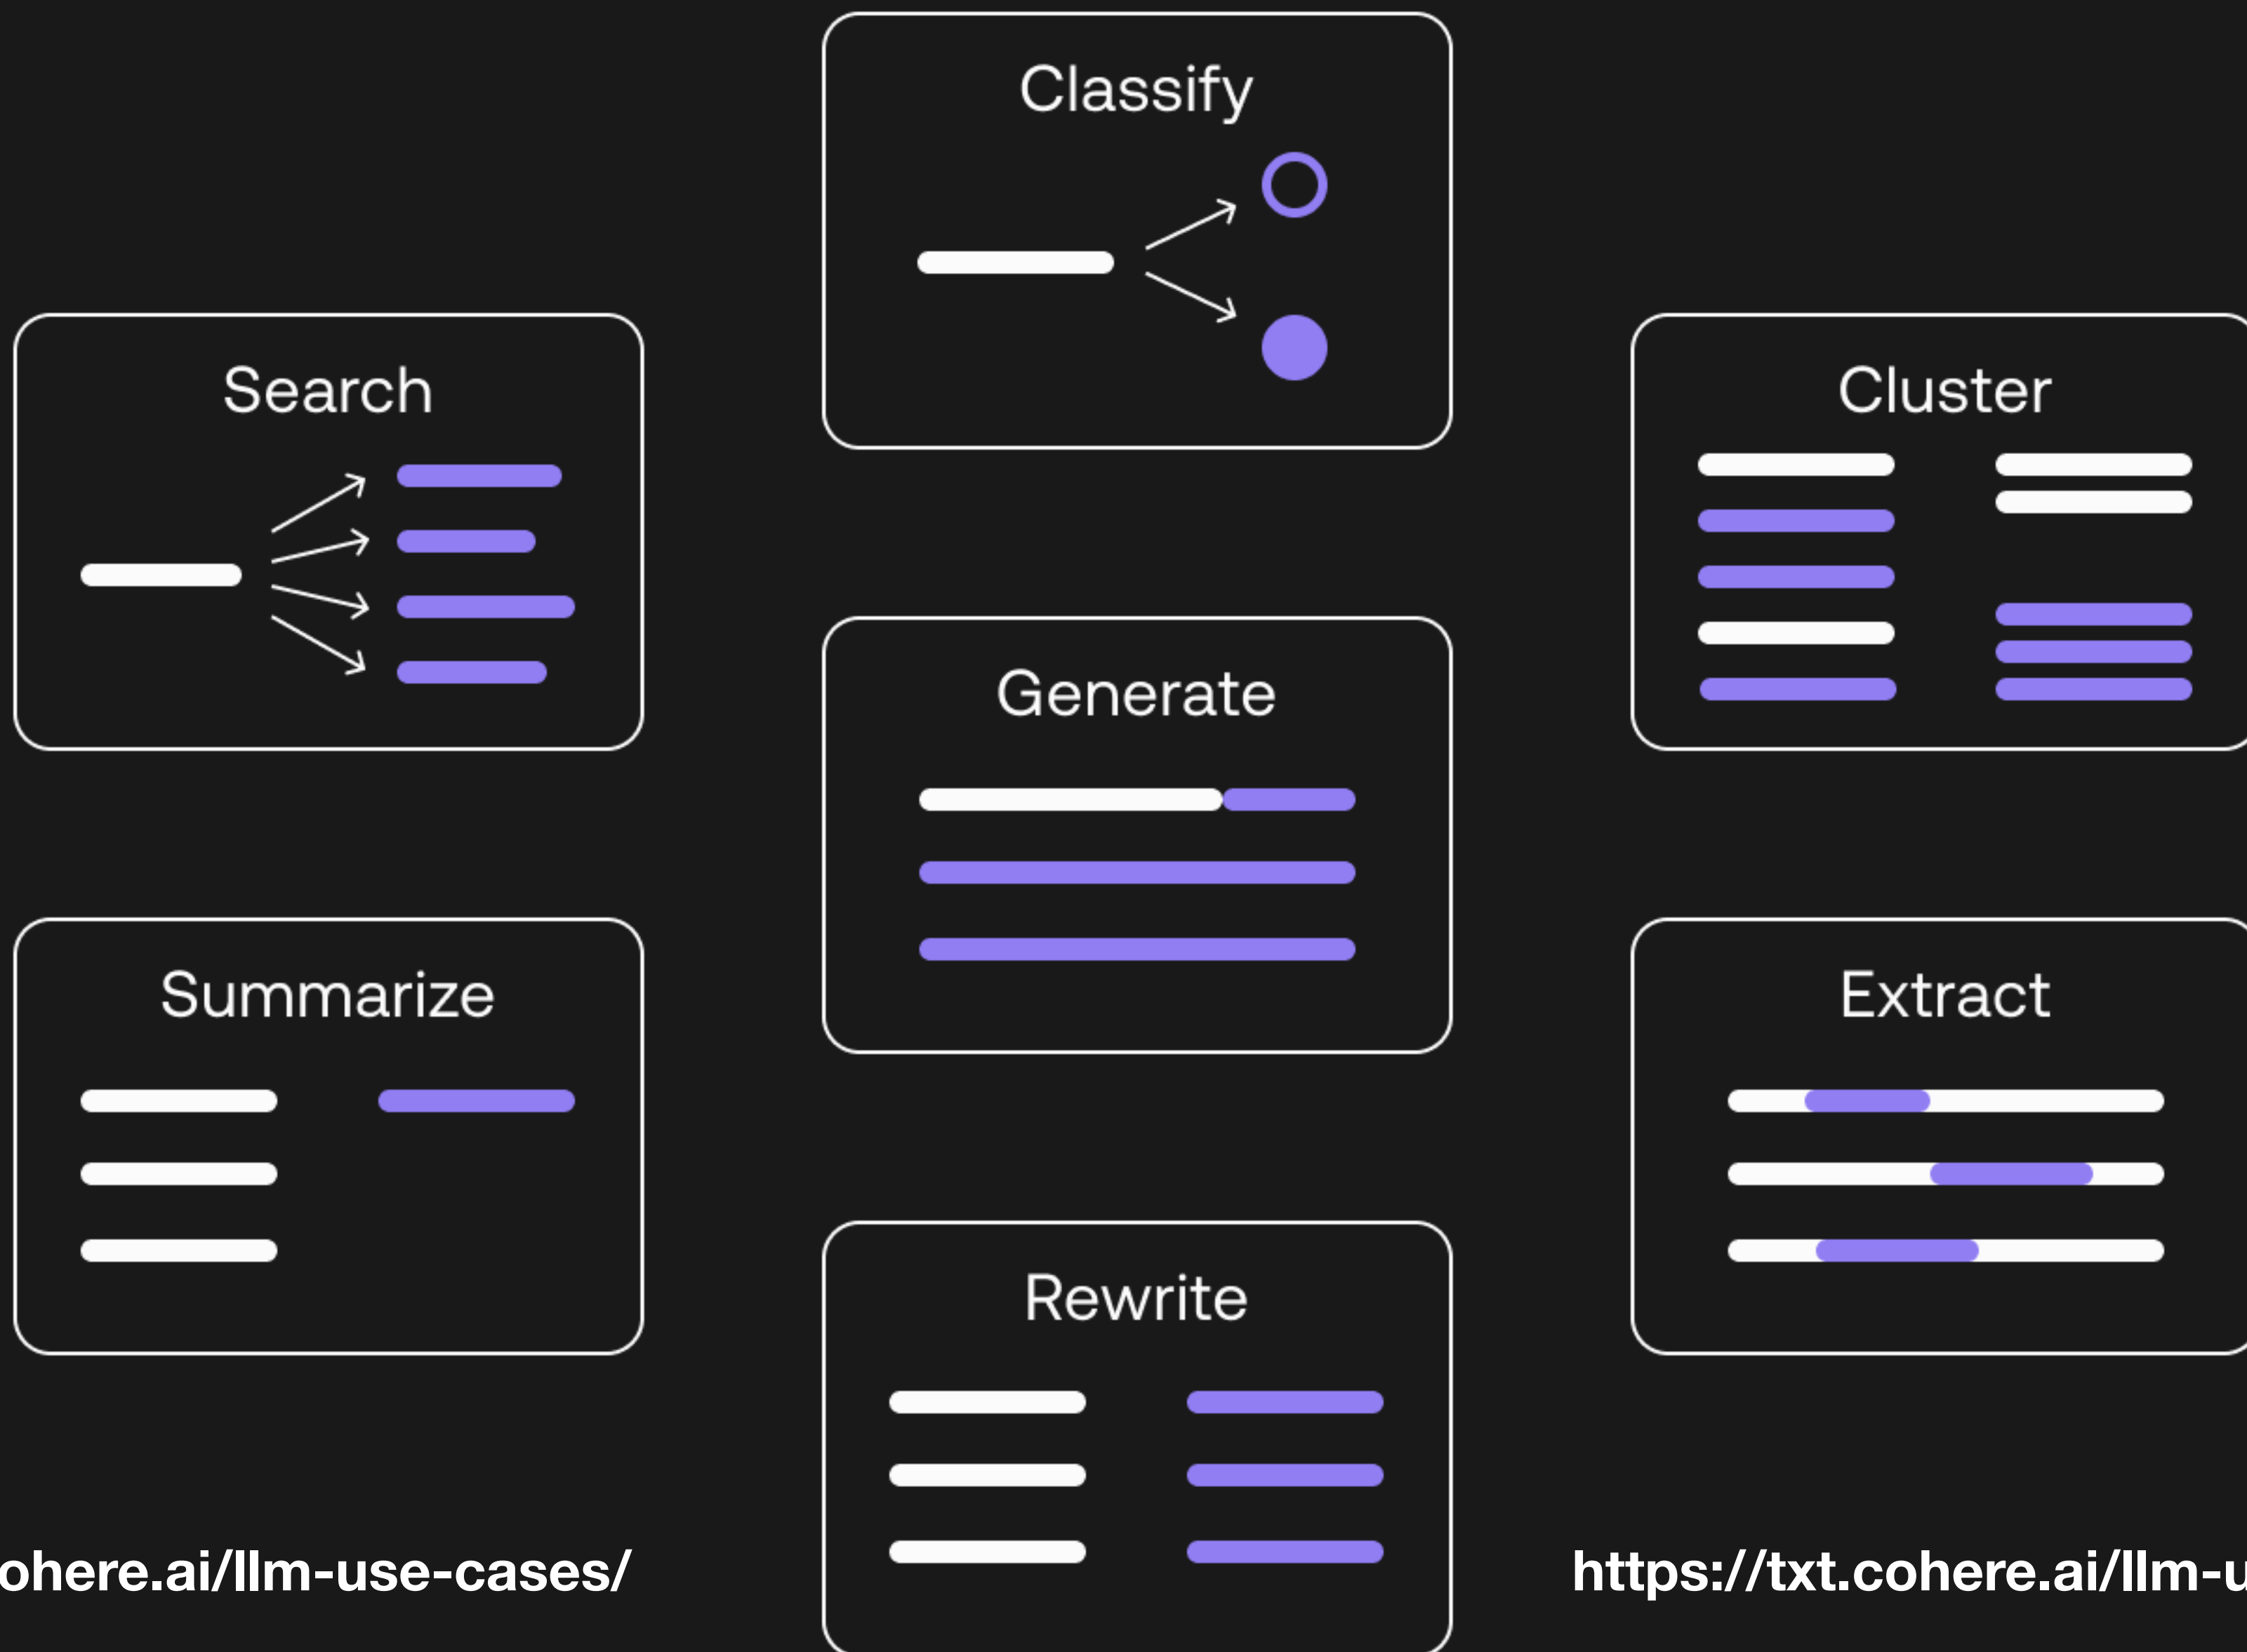 Classify
Search
Cluster
Generate
Summarize
Extract
Rewrite
ohere.ai/llm-use-cases/
https://txt.cohere.ai/llm-u